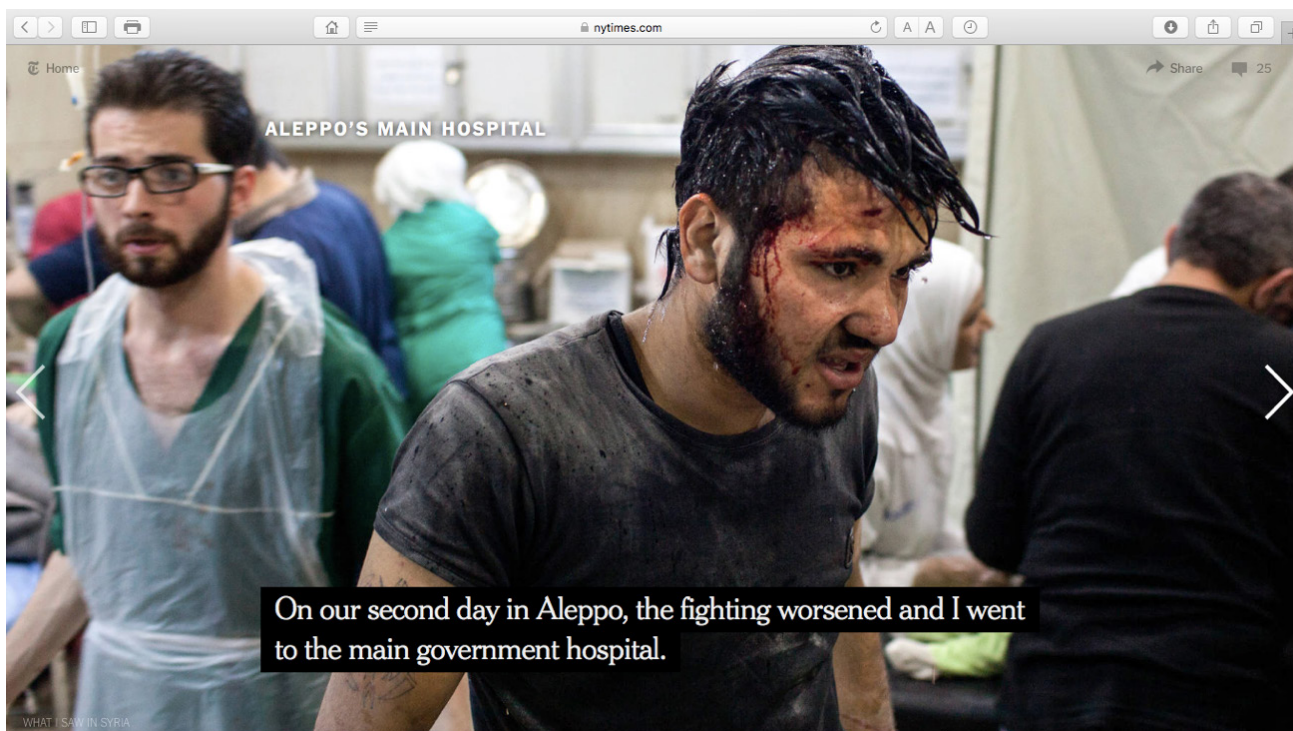 nytimes.com
A A
Home
Share
25
ALEPPO'S MAIN HOSPITAL
On our second day in Aleppo, the fighting worsened and I went
to the main government hospital.
WHAT I SAW IN SYRIA